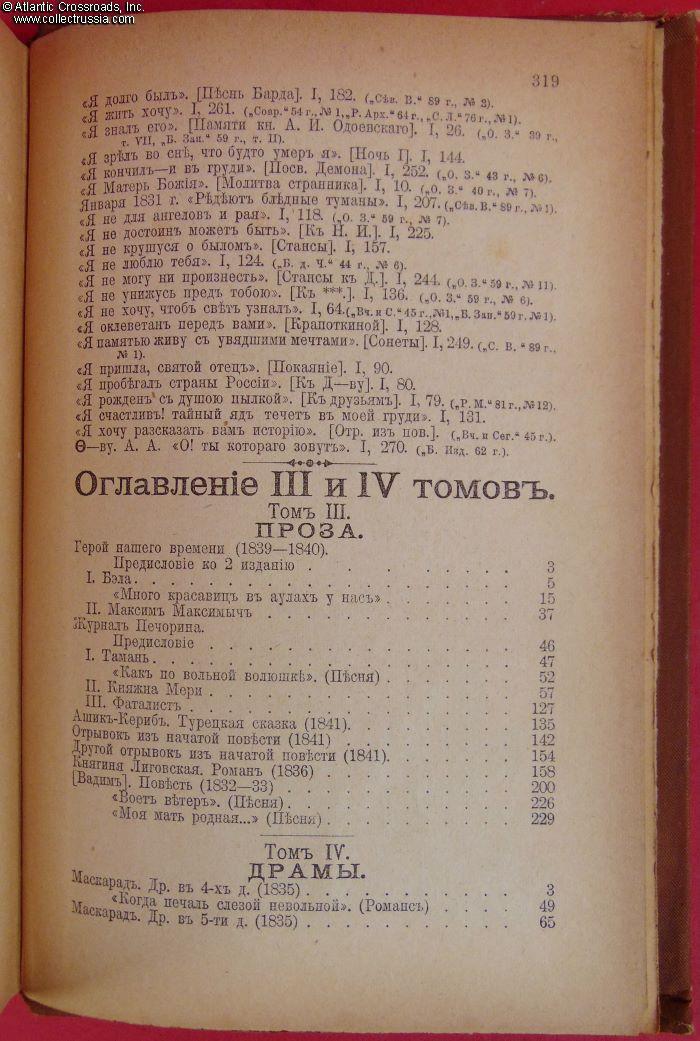 © Atlantic Crossroads, Inc.
www.collectrussia.com
319
«Я долго былъ». [Пѣснь Барда]. I, 182. („Сѣв. В.“ 89 г., № 2).
«Я жить хочу». I, 261. („Совр.“ 54 г., № 1, „Р. Арх.“ 64 г., „С. Л.“ 76 г., № 1).
«Я зналъ его». [Памяти кн. А. И. Одоевскаго]. I, 26. („О. З.“ 39 г.,
т. VII, „Б. Зап.“ 59 г., т. II).
«Я зрѣлъ во снѣ, что будто умеръ я». [Ночь I]. I, 144.
«Я кончилъ—и въ груди». [Посв. Демона]. I, 252. („О. З.“ 43 г., № 6).
«Я Матерь Божія». [Молитва странника]. I, 10. („О. З.“ 40 г., № 7).
Января 1831 г. «Рѣдѣютъ блѣдные туманы». I, 207. („Сѣв. В.“ 89 г., № 1).
«Я не для ангеловъ и рая». I, 118. („О. З.“ 59 г., № 7).
«Я не достоинъ можетъ быть». [Къ Н. И.]. I, 225.
«Я не крушуся о быломъ». [Стансы]. I, 157.
«Я не люблю тебя». I, 124. („Б. д. Ч.“ 44 г., № 6).
«Я не могу ни произнесть». [Стансы къ Д.]. I, 244. („О. З.“ 59 г., № 11).
«Я не унижусь предъ тобою». [Къ ***.]. I, 136. („О. З.“ 59 г., № 6).
«Я не хочу, чтобъ свѣтъ узналъ». I, 64. („Вч. и С.“ 45 г., №1, „Б. Зап.“ 59 г. №1).
«Я оклеветанъ передъ вами». [Крапоткиной]. I, 128.
«Я памятью живу съ увядшими мечтами». [Сонеты]. I, 249. („С. В.“ 89 г.,
№ 1).
«Я пришла, святой отецъ». [Покаяніе]. I, 90.
«Я пробѣгалъ страны Россіи». [Къ Д—ву]. I, 80.
«Я рожденъ съ душою пылкой». [Къ друзьямъ]. I, 79. („Р. М.“ 81 г., №12).
«Я счастливъ! тайный ядъ течетъ въ моей груди». I, 131.
«Я хочу разсказать вамъ исторію». [Отр. изъ пов.]. („Вч. и Сег.“ 45 г.).
Ѳ—ву. А. А. «О! ты котораго зовутъ». I, 270. („Б. Изд. 62 г.).
Оглавленіе III и IV томовъ.
Томъ III.
ПРОЗА.
Герой нашего времени (1839—1840).
Предисловіе ко 2 изданію . . . . . . . . 3
I. Бэла. . . . . . . . . . . . . . . . 5
«Много красавицъ въ аулахъ у насъ» . . . . . . . 15
II. Максимъ Максимычъ . . . . . . . . . . 37
Журналъ Печорина.
Предисловіе . . . . . . . . . . . . 46
I. Тамань. . . . . . . . . . . . . . . 47
«Какъ по вольной волюшкѣ». (Пѣсня) . . . . . . . 52
II. Княжна Мери . . . . . . . . . . . . 57
III. Фаталистъ . . . . . . . . . . . . . 127
Ашикъ-Керибъ. Турецкая сказка (1841). . . . . . . . 135
Отрывокъ изъ начатой повѣсти (1841) . . . . . . . . 142
Другой отрывокъ изъ начатой повѣсти (1841). . . . . . . 154
Княгиня Лиговская. Романъ (1836) . . . . . . . . . 158
[Вадимъ]. Повѣсть (1832—33) . . . . . . . . . . 200
«Воетъ вѣтеръ». (Пѣсня). . . . . . . . . . . 226
«Моя мать родная...» (Пѣсня) . . . . . . . . . 229
Томъ IV.
ДРАМЫ.
Маскарадъ. Др. въ 4-хъ д. (1835) . . . . . . . . . 3
«Когда печаль слезой невольной». (Романсъ) . . . . 49
Маскарадъ. Др. въ 5-ти д. (1835) . . . . . . . . . 65